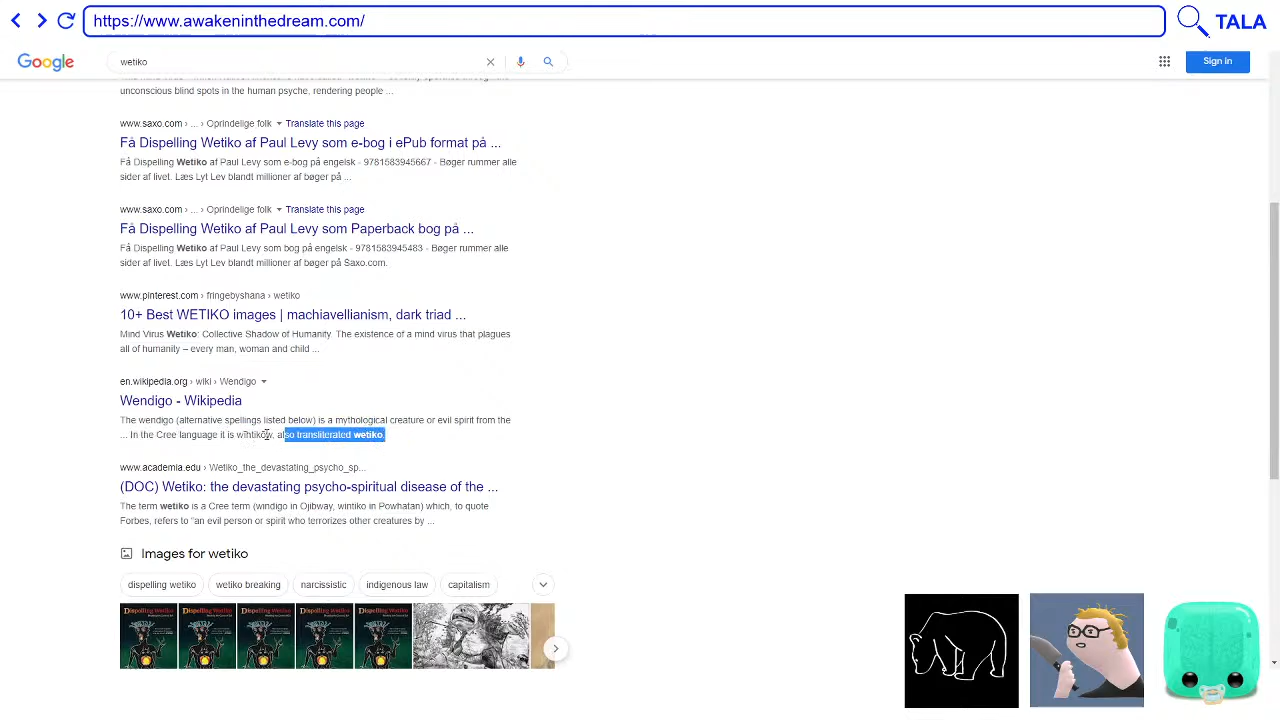 https://www.awakeninthedream.com/
TALA
Google
wetiko
Sign in
unconscious blind spots in the human psyche, rendering people ...
www.saxo.com › ... › Oprindelige folk Translate this page
Få Dispelling Wetiko af Paul Levy som e-bog i ePub format på ...
Få Dispelling Wetiko af Paul Levy som e-bog på engelsk - 9781583945667 - Bøger rummer alle
sider af livet. Læs Lyt Lev blandt millioner af bøger på ...
www.saxo.com › ... › Oprindelige folk Translate this page
Få Dispelling Wetiko af Paul Levy som Paperback bog på ...
Få Dispelling Wetiko af Paul Levy som bog på engelsk - 9781583945483 - Bøger rummer alle
sider af livet. Læs Lyt Lev blandt millioner af bøger på Saxo.com.
www.pinterest.com › fringebyshana › wetiko
10+ Best WETIKO images | machiavellianism, dark triad ...
Mind Virus Wetiko: Collective Shadow of Humanity. The existence of a mind virus that plagues
all of humanity – every man, woman and child ...
en.wikipedia.org › wiki › Wendigo
Wendigo - Wikipedia
The wendigo (alternative spellings listed below) is a mythological creature or evil spirit from the
... In the Cree language it is wīhtikow, also transliterated wetiko.
www.academia.edu › Wetiko_the_devastating_psycho_sp...
(DOC) Wetiko: the devastating psycho-spiritual disease of the ...
The term wetiko is a Cree term (windigo in Ojibway, wintiko in Powhatan) which, to quote
Forbes, refers to "an evil person or spirit who terrorizes other creatures by ...
Images for wetiko
dispelling wetiko
wetiko breaking
narcissistic
indigenous law
capitalism
Dispelling Wetiko
Dispelling Wetiko
Dispelling Wetiko
Dispelling Wetiko
Dispelling Wetiko